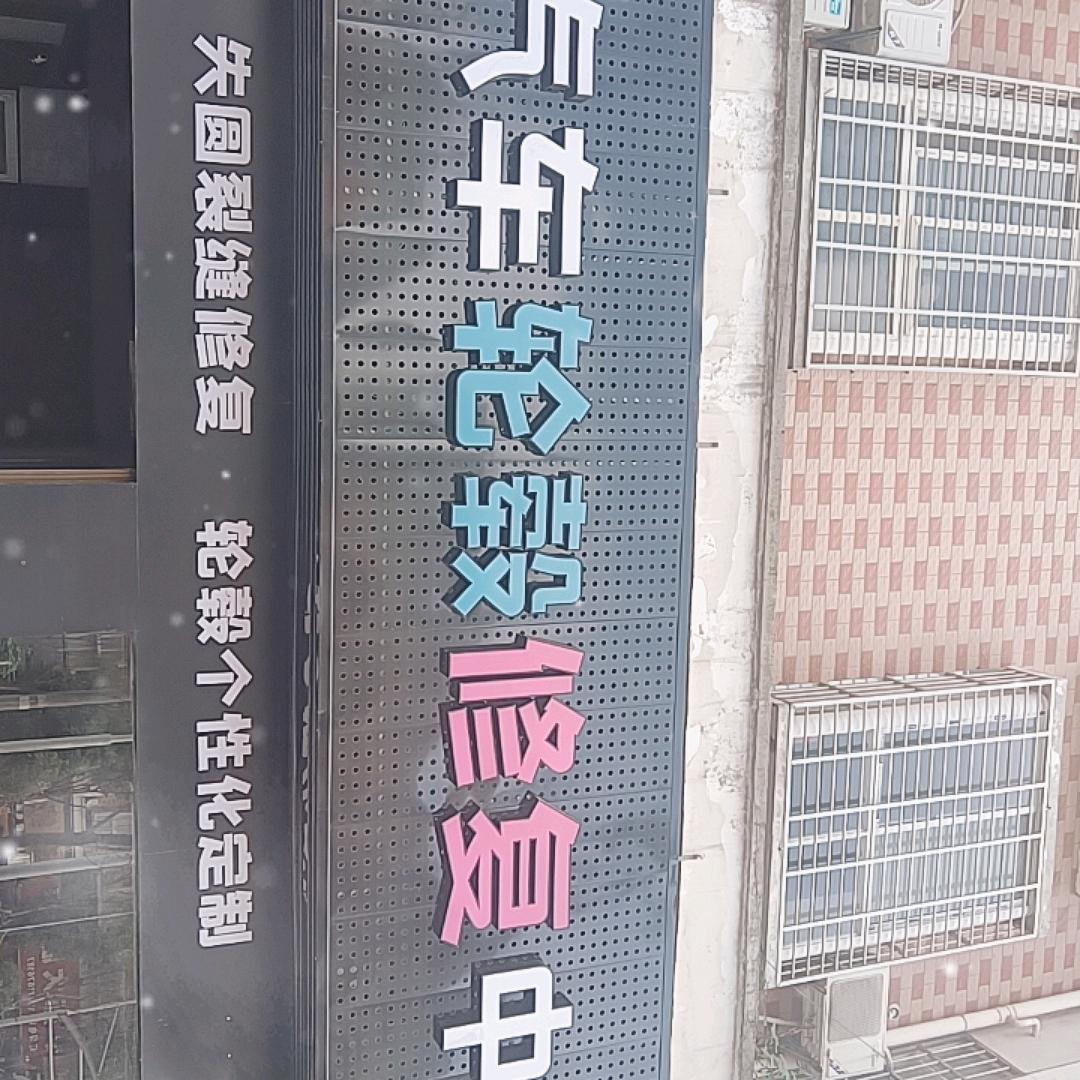 汽车轮毂修复中
失圆裂缝修复 轮毂个性化定制